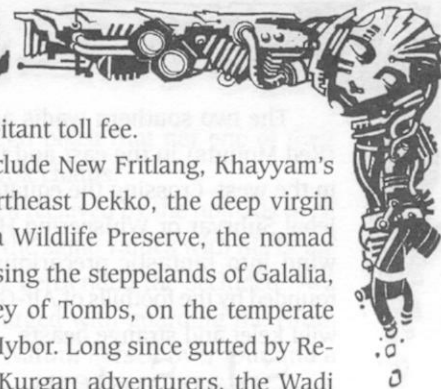 itant toll fee.
clude New Fritlang, Khayyam's
rtheast Dekko, the deep virgin
Wildlife Preserve, the nomad
sing the steppelands of Galalia,
ey of Tombs, on the temperate
Hybor. Long since gutted by Re-
Kurgan adventurers, the Wadi